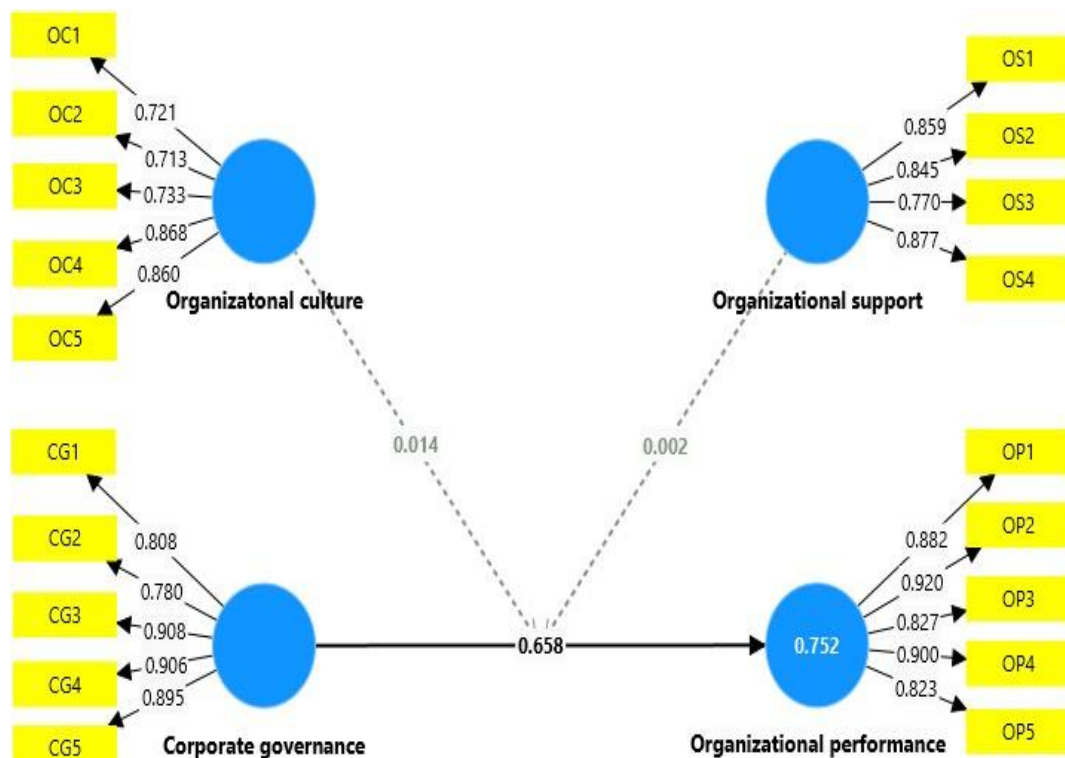 OC1
OC2
OC3
OC4
OC5
0.721
0.713
0.733
0.868
0.860
Organizatonal culture
OS1
OS2
OS3
OS4
0.859
0.845
0.770
0.877
Organizational support
0.014
0.002
CG1
CG2
CG3
CG4
CG5
0.808
0.780
0.908
0.906
0.895
Corporate governance
0.658
0.752
OP1
OP2
OP3
OP4
OP5
0.882
0.920
0.827
0.900
0.823
Organizational performance